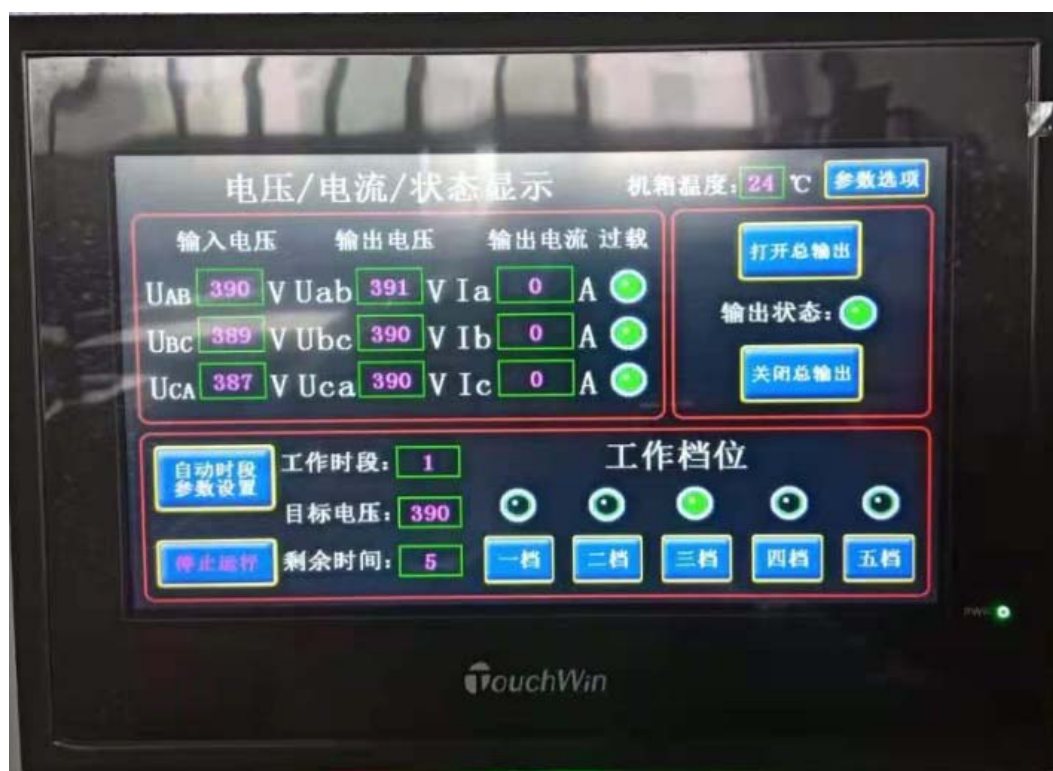 电压/电流/状态显示 机箱温度: 24 ℃ 参数选项
输入电压 输出电压 输出电流 过载
UAB 390 V Uab 391 V Ia 0 A
UBC 389 V Ubc 390 V Ib 0 A
UCA 387 V Uca 390 V Ic 0 A
打开总输出
输出状态:
关闭总输出
自动时段
参数设置
工作时段: 1
目标电压: 390
停止运行 剩余时间: 5
工作档位
一档 二档 三档 四档 五档
TouchWin